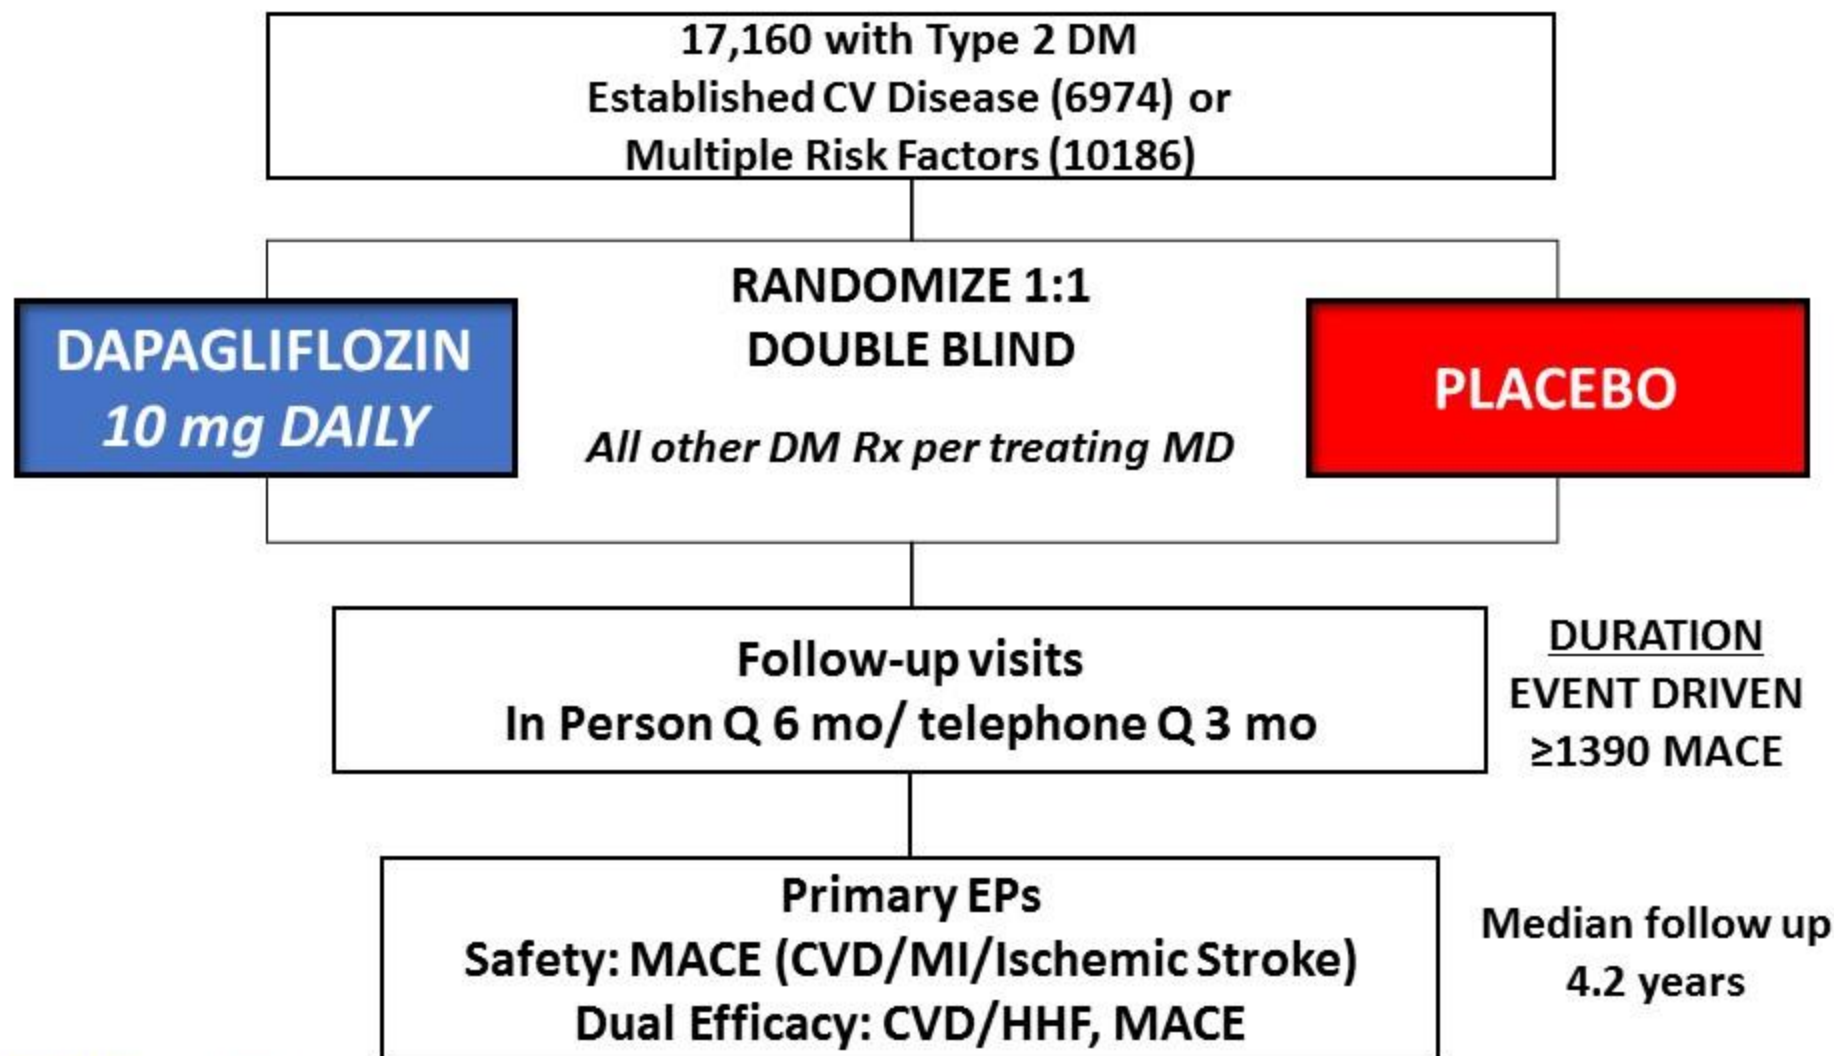 17,160 with Type 2 DM
Established CV Disease (6974) or
Multiple Risk Factors (10186)
RANDOMIZE 1:1
DOUBLE BLIND
All other DM Rx per treating MD
DAPAGLIFLOZIN
10 mg DAILY
PLACEBO
Follow-up visits
In Person Q 6 mo/ telephone Q 3 mo
DURATION
EVENT DRIVEN
≥1390 MACE
Primary EPs
Safety: MACE (CVD/MI/Ischemic Stroke)
Dual Efficacy: CVD/HHF, MACE
Median follow up
4.2 years